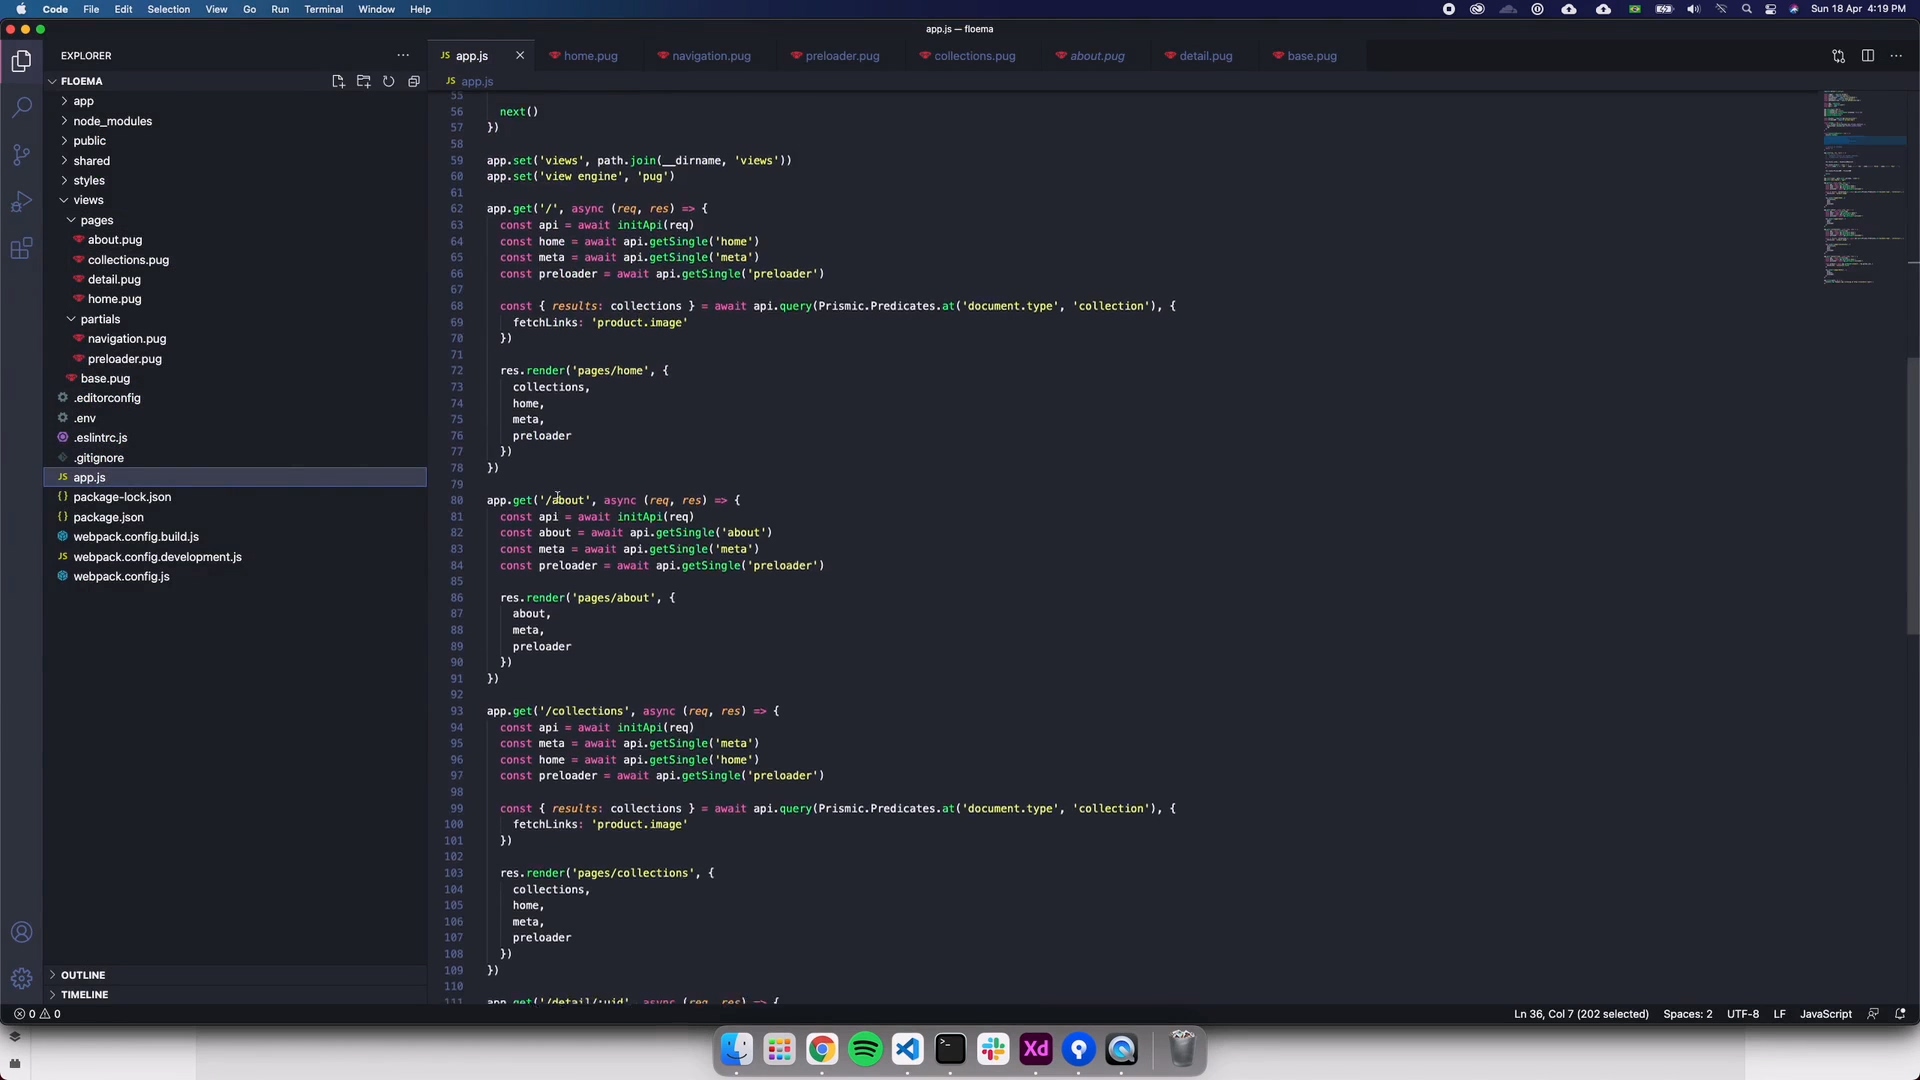 Code File Edit Selection View Go Run Terminal Window Help
Sun 18 Apr 4:19 PM
app.js — floema
EXPLORER
FLOEMA
app
node_modules
public
shared
styles
views
pages
about.pug
collections.pug
detail.pug
home.pug
partials
navigation.pug
preloader.pug
base.pug
.editorconfig
.env
.eslintrc.js
.gitignore
JS app.js
{} package-lock.json
{} package.json
webpack.config.build.js
JS webpack.config.development.js
webpack.config.js
OUTLINE
TIMELINE
JS app.js home.pug navigation.pug preloader.pug collections.pug about.pug detail.pug base.pug
JS app.js
55
56 next()
57 })
58
59 app.set('views', path.join(__dirname, 'views'))
60 app.set('view engine', 'pug')
61
62 app.get('/', async (req, res) => {
63 const api = await initApi(req)
64 const home = await api.getSingle('home')
65 const meta = await api.getSingle('meta')
66 const preloader = await api.getSingle('preloader')
67
68 const { results: collections } = await api.query(Prismic.Predicates.at('document.type', 'collection'), {
69 fetchLinks: 'product.image'
70 })
71
72 res.render('pages/home', {
73 collections,
74 home,
75 meta,
76 preloader
77 })
78 })
79
80 app.get('/about', async (req, res) => {
81 const api = await initApi(req)
82 const about = await api.getSingle('about')
83 const meta = await api.getSingle('meta')
84 const preloader = await api.getSingle('preloader')
85
86 res.render('pages/about', {
87 about,
88 meta,
89 preloader
90 })
91 })
92
93 app.get('/collections', async (req, res) => {
94 const api = await initApi(req)
95 const meta = await api.getSingle('meta')
96 const home = await api.getSingle('home')
97 const preloader = await api.getSingle('preloader')
98
99 const { results: collections } = await api.query(Prismic.Predicates.at('document.type', 'collection'), {
100 fetchLinks: 'product.image'
101 })
102
103 res.render('pages/collections', {
104 collections,
105 home,
106 meta,
107 preloader
108 })
109 })
110
111 app.get('/detail/:uid', async (req, res) => {
0 0
Ln 36, Col 7 (202 selected) Spaces: 2 UTF-8 LF JavaScript
Xd